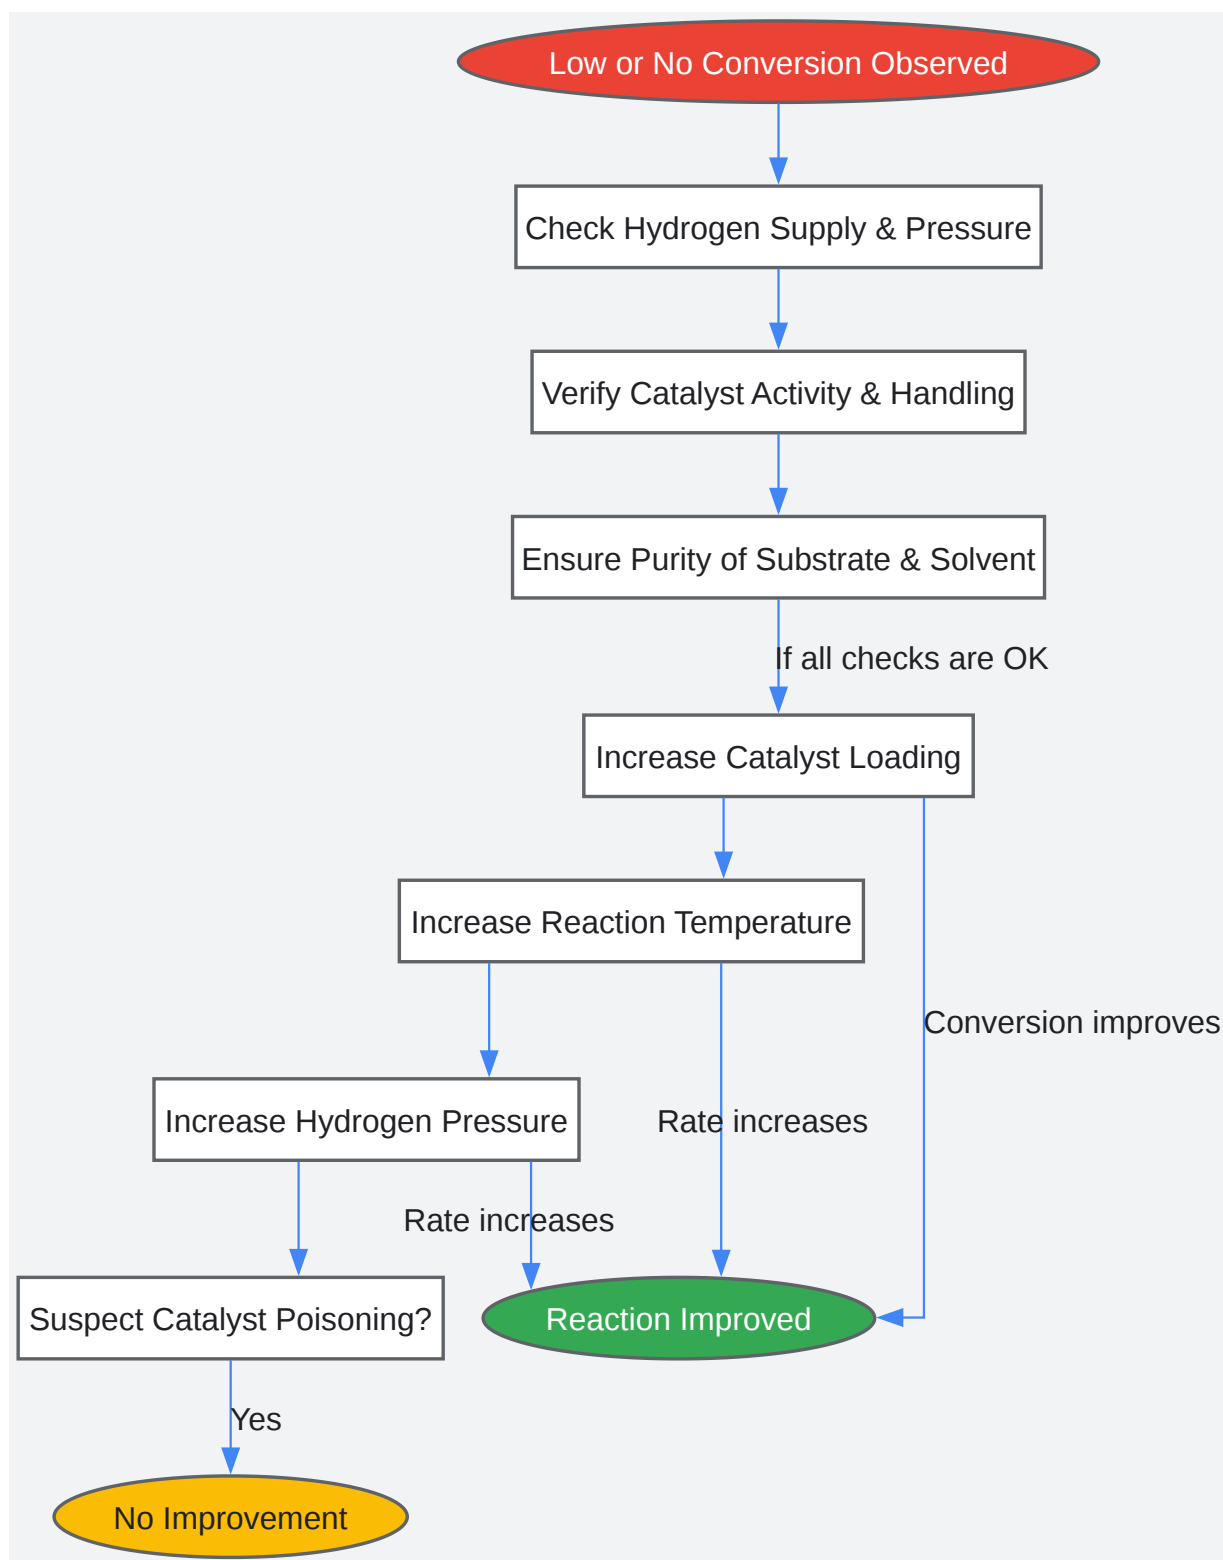 Low or No Conversion Observed
Check Hydrogen Supply & Pressure
Verify Catalyst Activity & Handling
Ensure Purity of Substrate & Solvent
If all checks are OK
Increase Catalyst Loading
Increase Reaction Temperature
Conversion improves
Increase Hydrogen Pressure
Rate increases
Rate increases
Suspect Catalyst Poisoning?
Reaction Improved
Yes
No Improvement